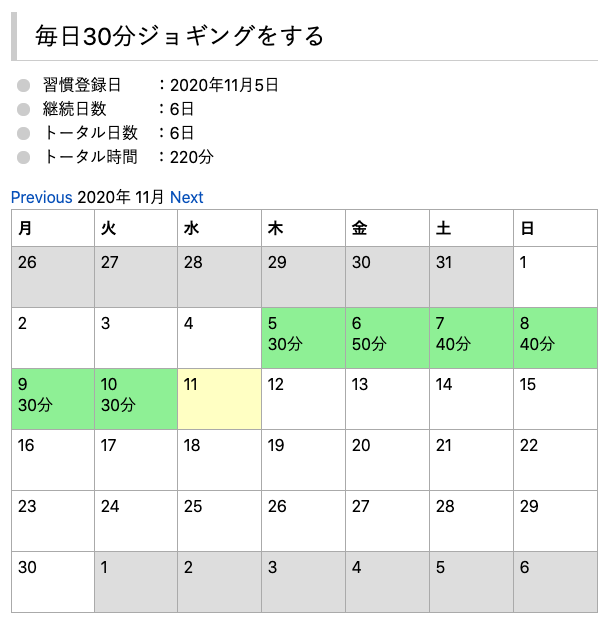 毎日30分ジョギングをする
習慣登録日 ：2020年11月5日
継続日数 ：6日
トータル日数 ：6日
トータル時間 ：220分
Previous 2020年 11月 Next
月 火 水 木 金 土 日
26 27 28 29 30 31 1
2 3 4 5 6 7 8
30分 50分 40分 40分
9 10 11 12 13 14 15
30分 30分
16 17 18 19 20 21 22
23 24 25 26 27 28 29
30 1 2 3 4 5 6